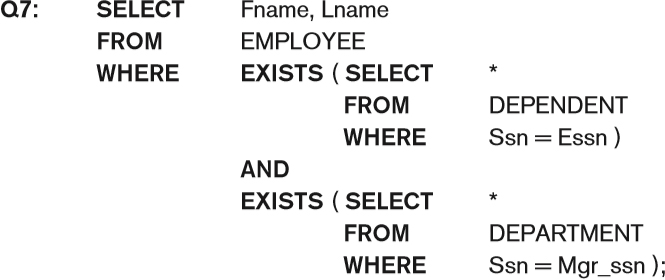 Q7: SELECT Fname, Lname
FROM EMPLOYEE
WHERE EXISTS ( SELECT *
FROM DEPENDENT
WHERE Ssn = Essn )
AND
EXISTS ( SELECT *
FROM DEPARTMENT
WHERE Ssn = Mgr_ssn );